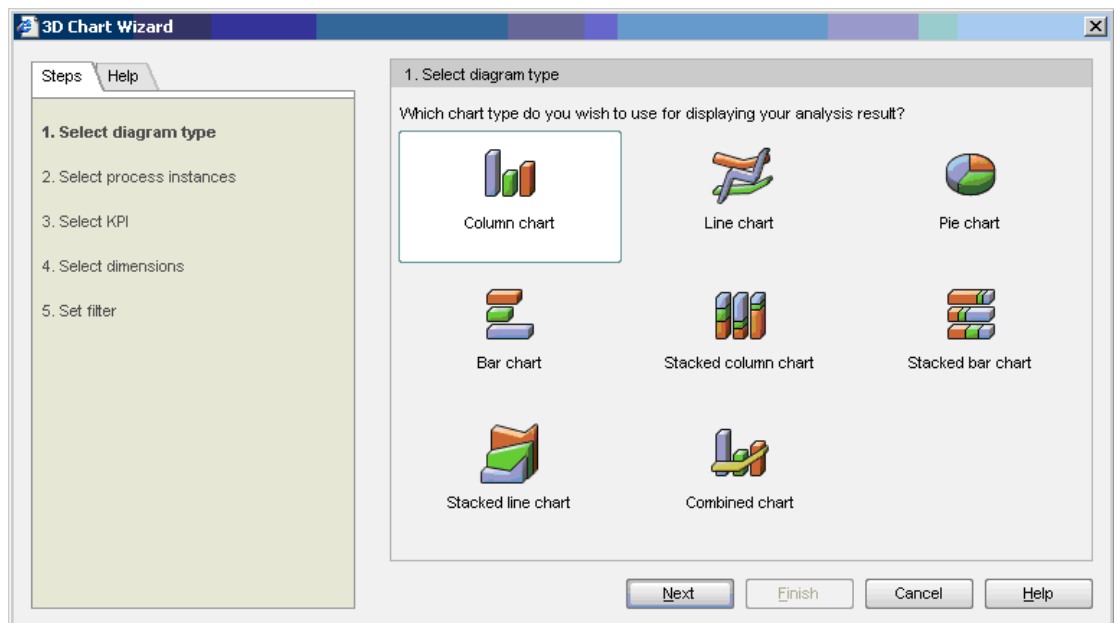 3D Chart Wizard
Steps Help
1. Select diagram type
2. Select process instances
3. Select KPI
4. Select dimensions
5. Set filter
1. Select diagram type
Which chart type do you wish to use for displaying your analysis result?
Column chart Line chart Pie chart
Bar chart Stacked column chart Stacked bar chart
Stacked line chart Combined chart
Next Finish Cancel Help